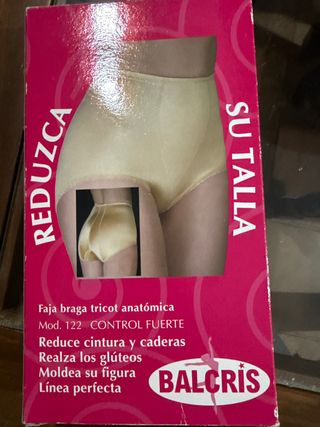 REDUZCA
SU TALLA
Faja braga tricot anatómica
Mod. 122 CONTROL FUERTE
Reduce cintura y caderas
Realza los glúteos
Moldea su figura
Línea perfecta
BALCRIS